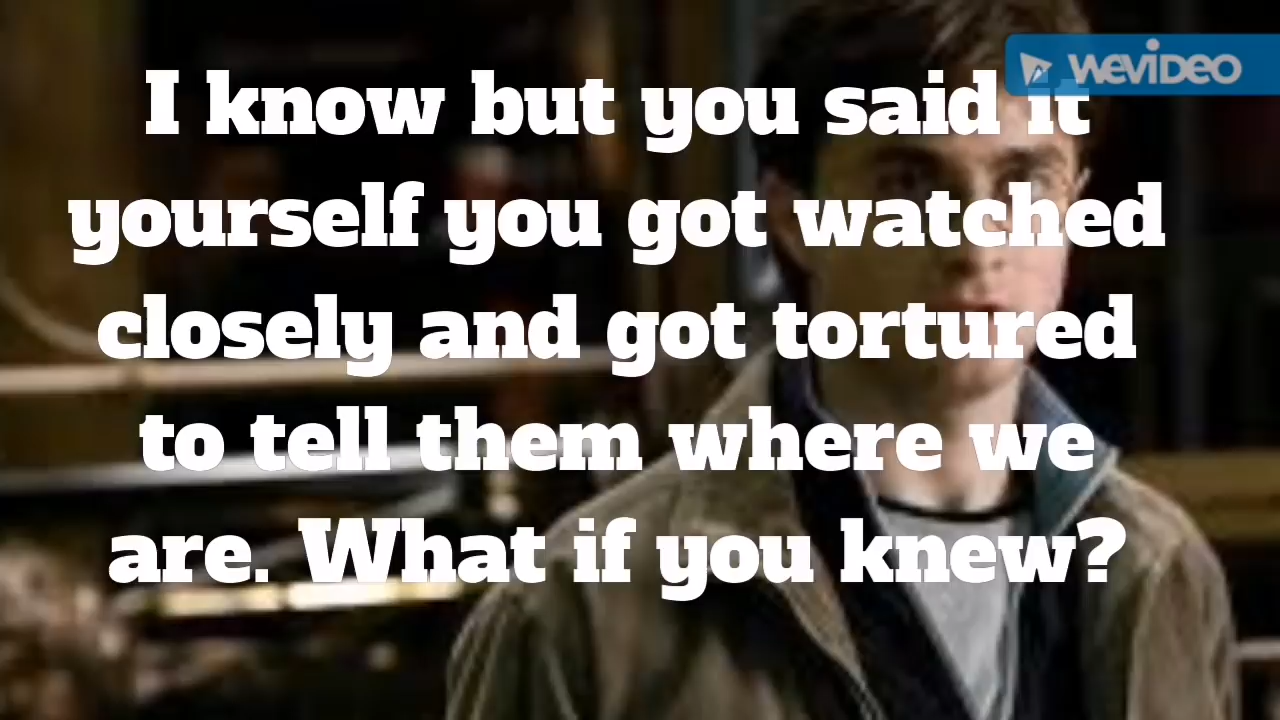 WEVIDEO
I know but you said it
yourself you got watched
closely and got tortured
to tell them where we
are. What if you knew?